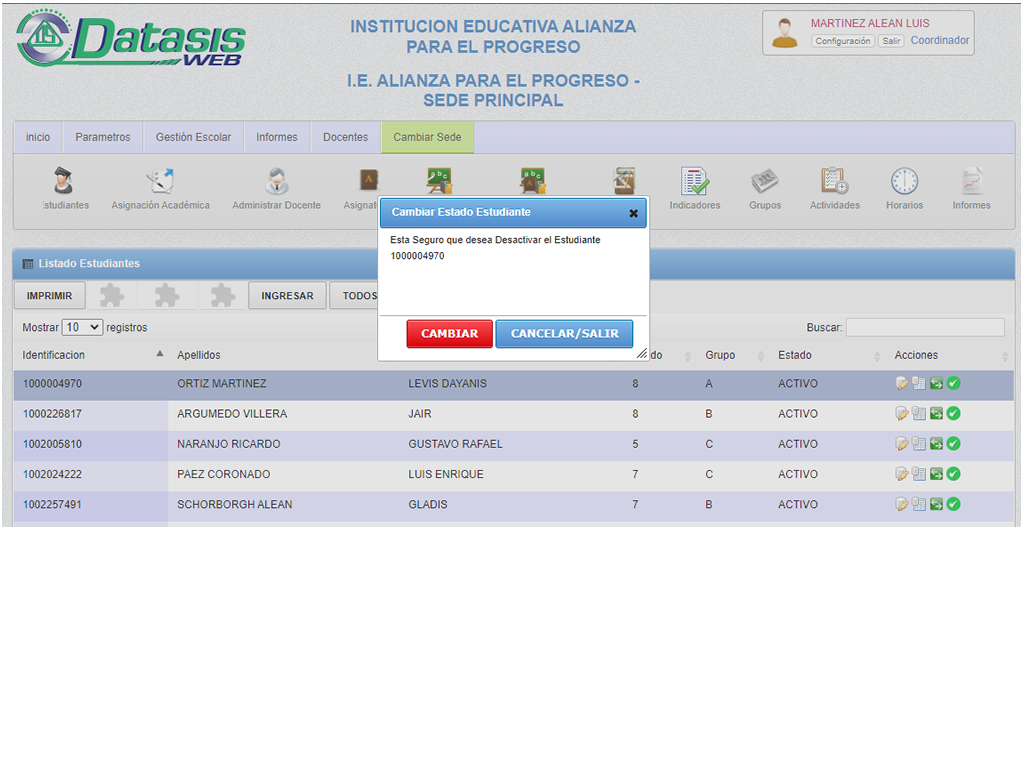 Datasis
WEB
INSTITUCION EDUCATIVA ALIANZA
PARA EL PROGRESO
I.E. ALIANZA PARA EL PROGRESO -
SEDE PRINCIPAL
MARTINEZ ALEAN LUIS
Configuración Salir Coordinador
inicio Parametros Gestión Escolar Informes Docentes Cambiar Sede
Estudiantes Asignación Académica Administrar Docente Asignat Indicadores Grupos Actividades Horarios Informes
Cambiar Estado Estudiante
Esta Seguro que desea Desactivar el Estudiante
1000004970
CAMBIAR CANCELAR/SALIR
Listado Estudiantes
IMPRIMIR INGRESAR TODOS
Mostrar 10 registros Buscar:
Identificacion Apellidos do Grupo Estado Acciones
1000004970 ORTIZ MARTINEZ LEVIS DAYANIS 8 A ACTIVO
1000226817 ARGUMEDO VILLERA JAIR 8 B ACTIVO
1002005810 NARANJO RICARDO GUSTAVO RAFAEL 5 C ACTIVO
1002024222 PAEZ CORONADO LUIS ENRIQUE 7 C ACTIVO
1002257491 SCHORBORGH ALEAN GLADIS 7 B ACTIVO